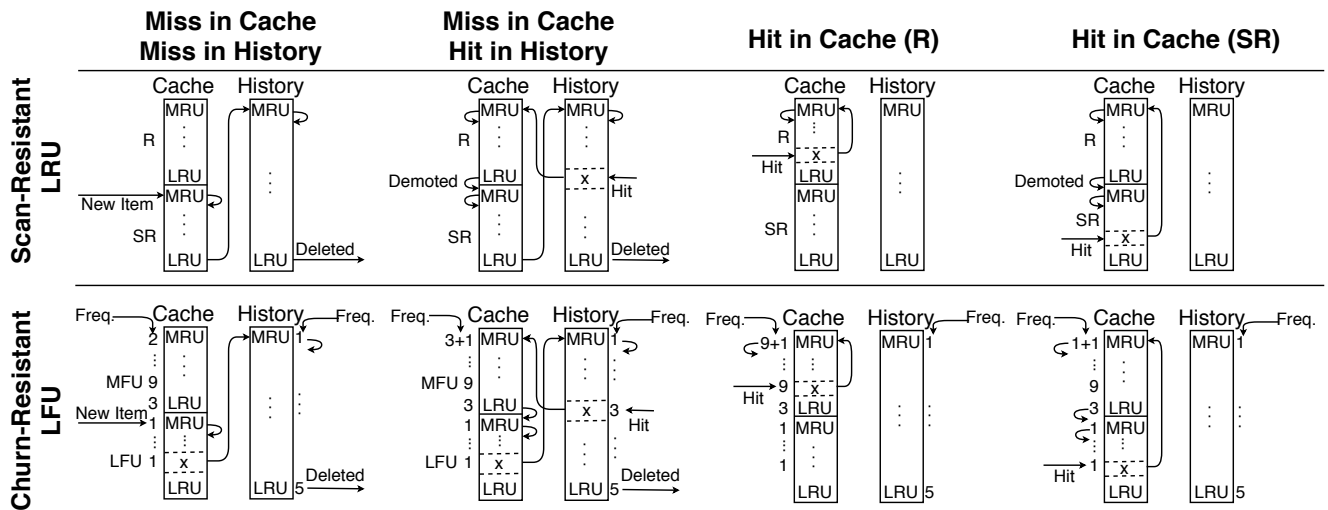 Miss in Cache
Miss in History
Miss in Cache
Hit in History
Hit in Cache (R)
Hit in Cache (SR)
Scan-Resistant
LRU
Cache History
MRU MRU
R
LRU
MRU
New Item
SR
LRU LRU Deleted
Cache History
MRU MRU
R
Demoted LRU x Hit
MRU
SR
LRU LRU Deleted
Cache History
MRU MRU
R
Hit x
LRU
SR
LRU LRU
Cache History
MRU MRU
R
Demoted LRU
MRU
SR
Hit x
LRU LRU
Churn-Resistant
LFU
Freq. Cache History Freq.
2 MRU MRU 1
MFU 9
3 LRU
New Item 1 MRU
LFU 1 x
LRU LRU 5 Deleted
Freq. Cache History Freq.
3+1 MRU MRU 1
MFU 9
3 LRU x 3 Hit
1 MRU
LFU 1 x
LRU LRU 5 Deleted
Freq. Cache History Freq.
9+1 MRU MRU 1
Hit 9 x
3 LRU
1 MRU
1
LRU LRU 5
Freq. Cache History Freq.
1+1 MRU MRU 1
9
3 LRU
1 MRU
Hit 1 x
LRU LRU 5